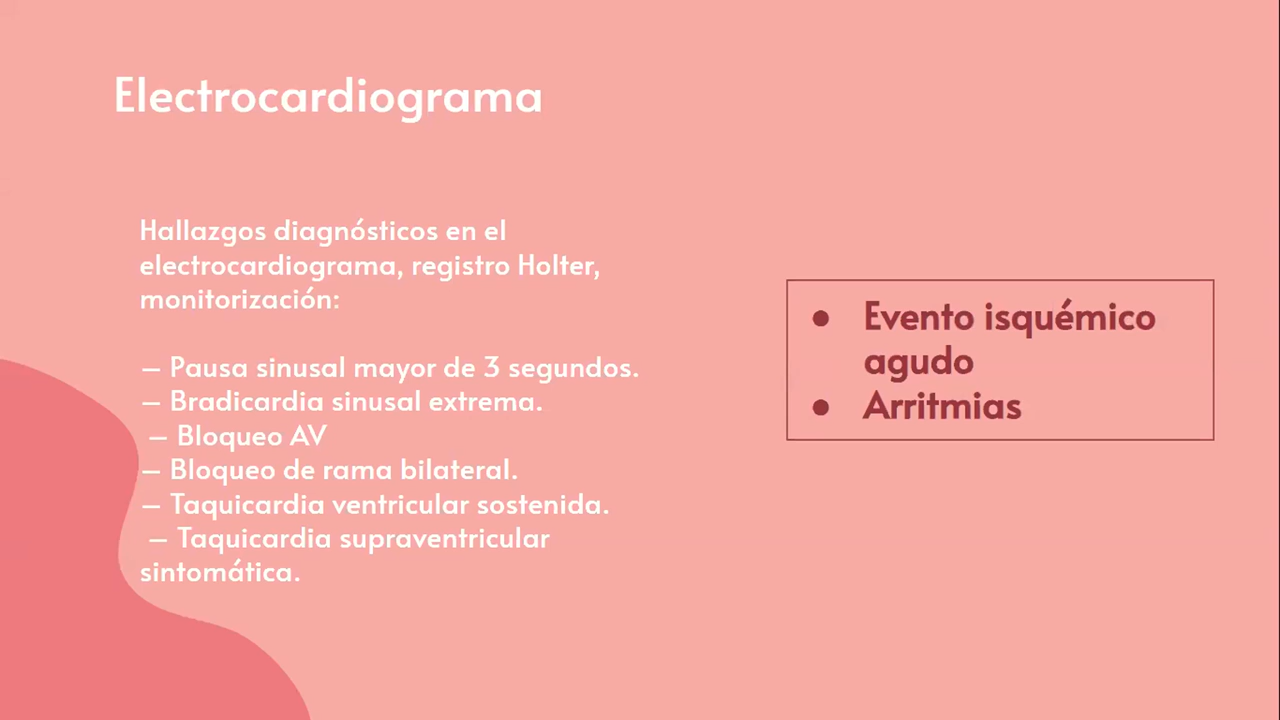 Electrocardiograma
Hallazgos diagnósticos en el
electrocardiograma, registro Holter,
monitorización:
– Pausa sinusal mayor de 3 segundos.
– Bradicardia sinusal extrema.
– Bloqueo AV
– Bloqueo de rama bilateral.
– Taquicardia ventricular sostenida.
– Taquicardia supraventricular
sintomática.
● Evento isquémico
agudo
● Arritmias